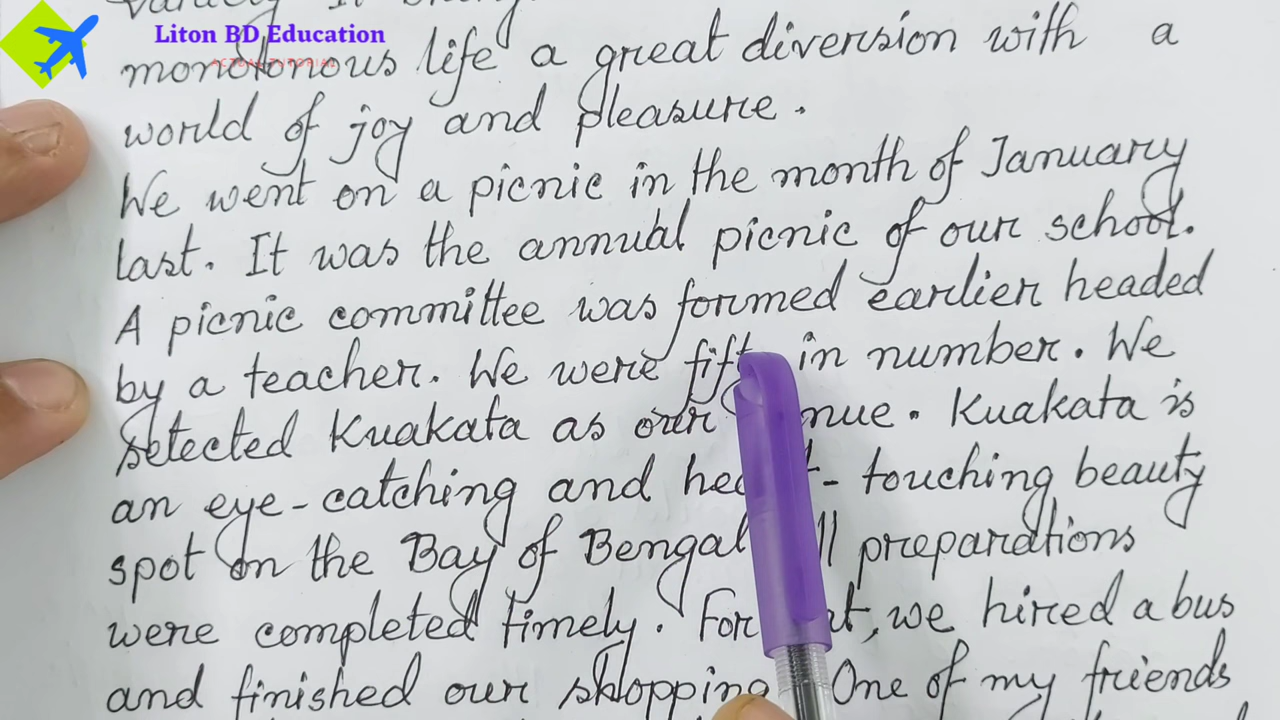 Liton BD Education
monotonous life a great diversion with a
world of joy and pleasure.
We went on a picnic in the month of January
last. It was the annual picnic of our school.
A picnic committee was formed earlier headed
by a teacher. We were in number. We
selected Kuakata as our Kuakata is
an eye-catching and touching beauty
spot on the Bay of Bengal preparations
were completed timely. we hired a bus
and finished our shopping One of my friends